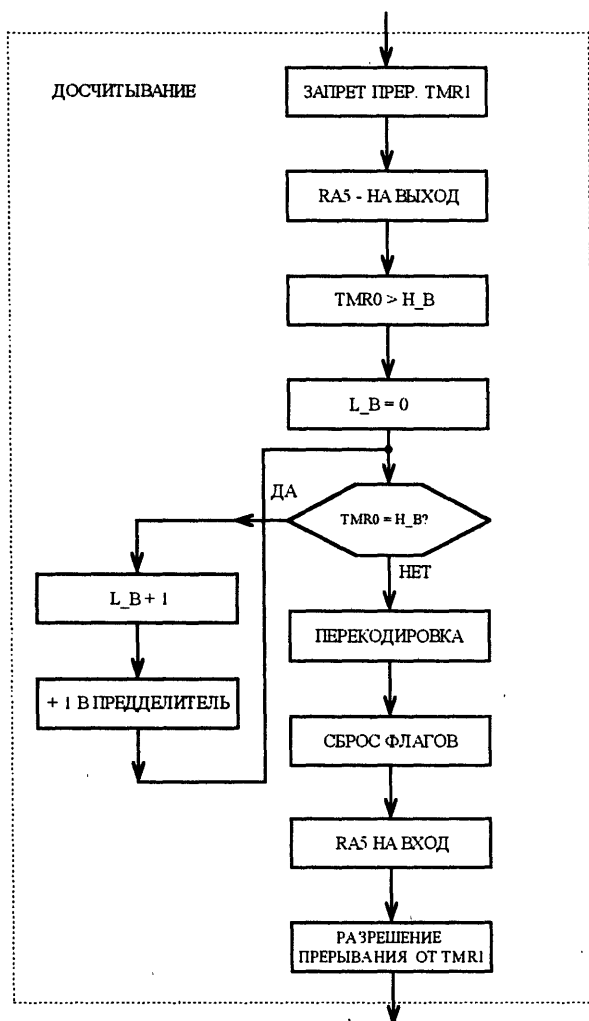 ДОСЧИТЫВАНИЕ
ЗАПРЕТ ПРЕР. TMR1
RA5 - НА ВЫХОД
TMR0 > H_B
L_B = 0
ДА
TMR0 = H_B?
НЕТ
L_B + 1
ПЕРЕКОДИРОВКА
+ 1 В ПРЕДДЕЛИТЕЛЬ
СБРОС ФЛАГОВ
RA5 НА ВХОД
РАЗРЕШЕНИЕ
ПРЕРЫВАНИЯ ОТ TMR1